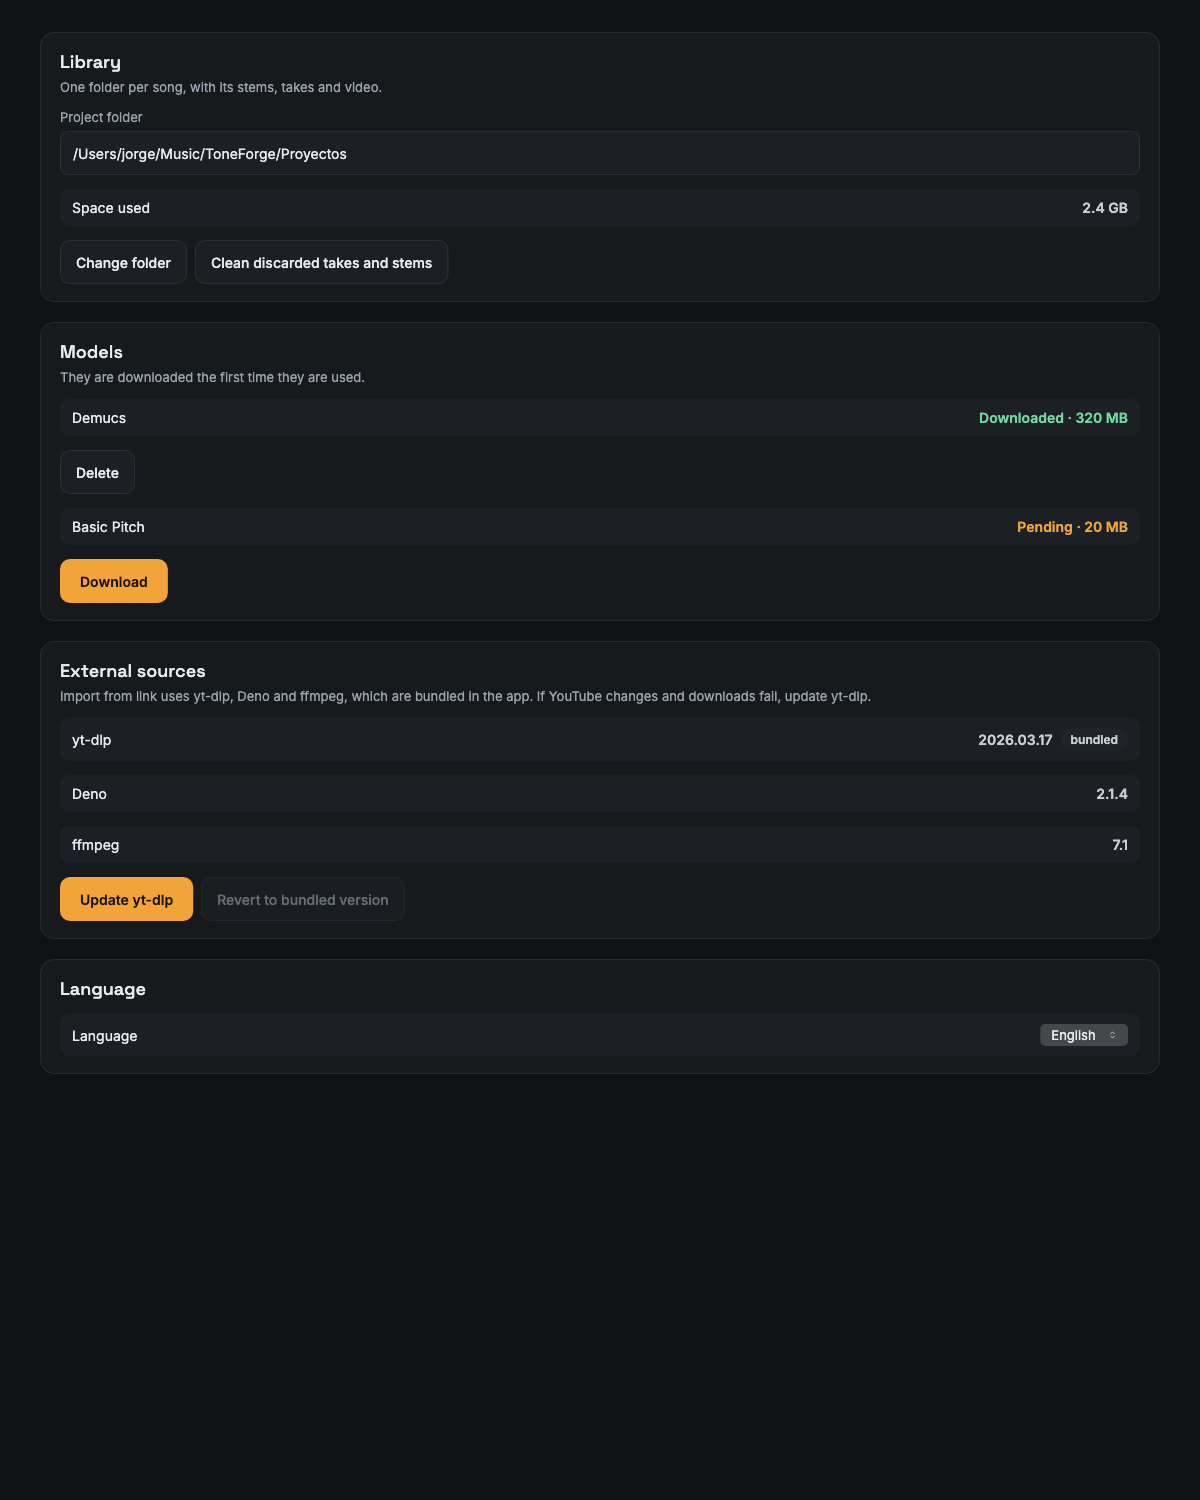 Library
One folder per song, with its stems, takes and video.
Project folder
/Users/jorge/Music/ToneForge/Proyectos
Space used 2.4 GB
Change folder Clean discarded takes and stems
Models
They are downloaded the first time they are used.
Demucs Downloaded · 320 MB
Delete
Basic Pitch Pending · 20 MB
Download
External sources
Import from link uses yt-dlp, Deno and ffmpeg, which are bundled in the app. If YouTube changes and downloads fail, update yt-dlp.
yt-dlp 2026.03.17 bundled
Deno 2.1.4
ffmpeg 7.1
Update yt-dlp Revert to bundled version
Language
Language English